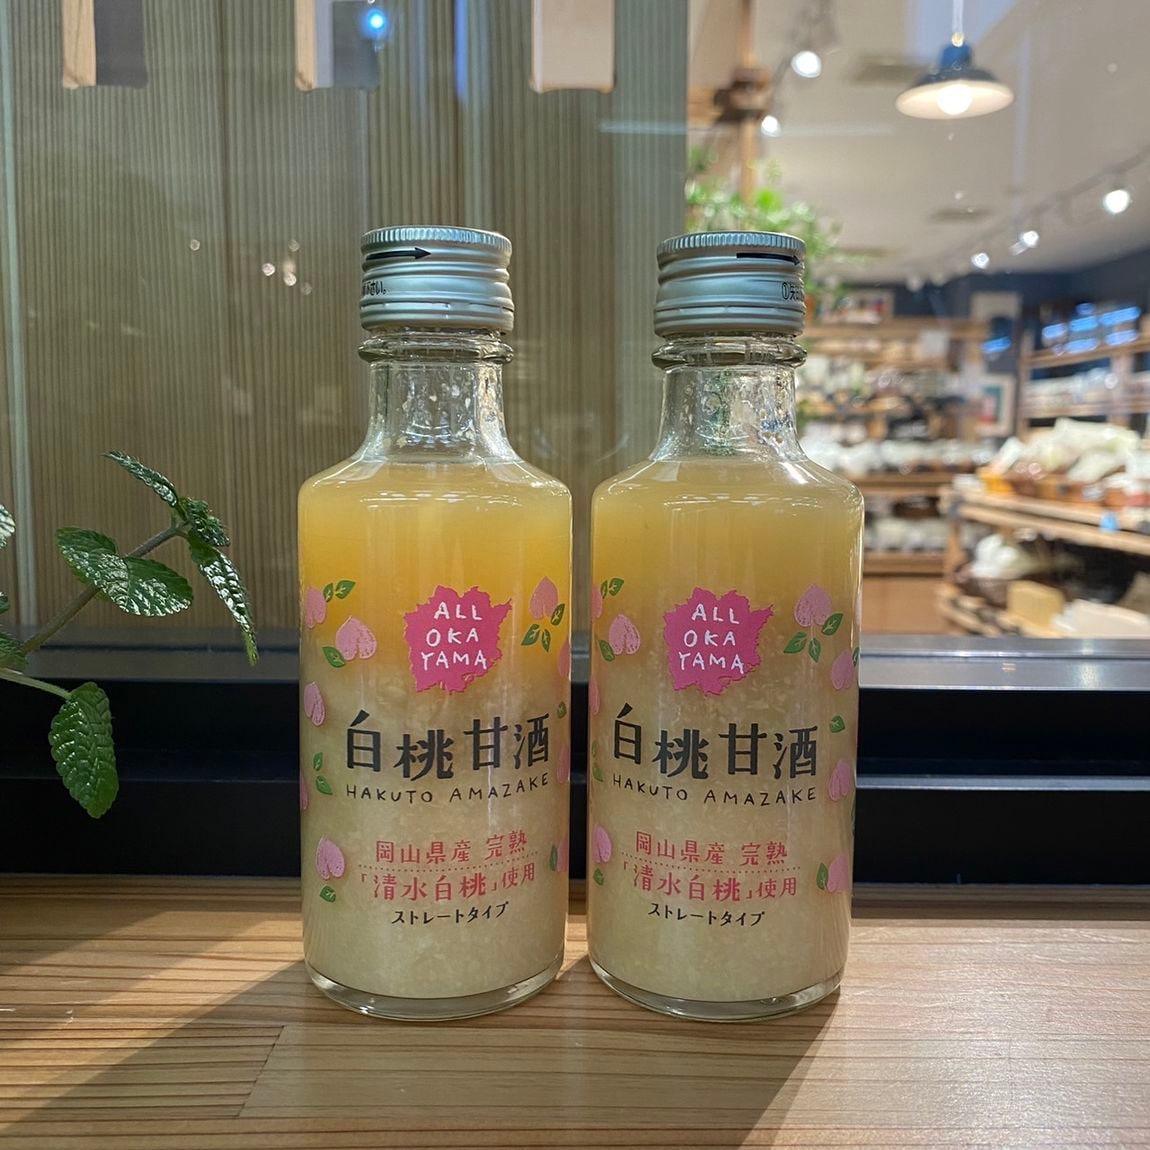 ALL
OKA
YAMA
白桃甘酒
HAKUTO AMAZAKE
岡山県産 完熟
「清水白桃」使用
ストレートタイプ
ALL
OKA
YAMA
白桃甘酒
HAKUTO AMAZAKE
岡山県産 完熟
「清水白桃」使用
ストレートタイプ